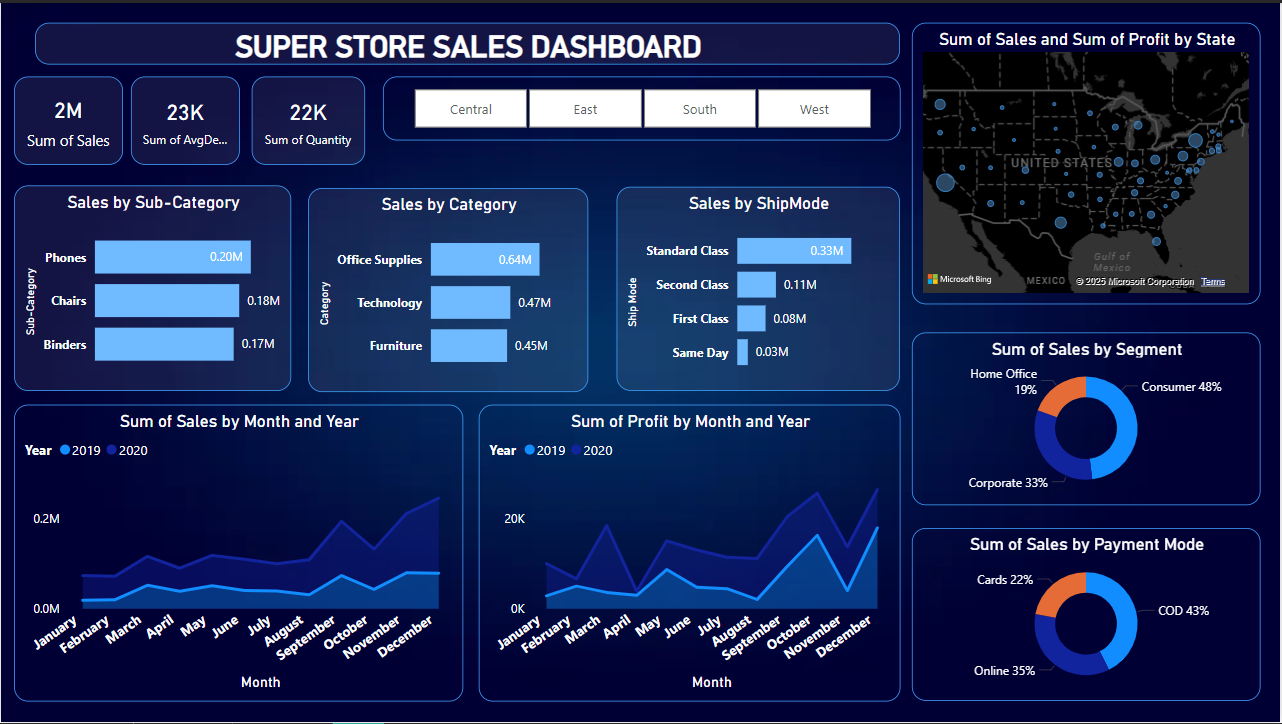 SUPER STORE SALES DASHBOARD
2M
Sum of Sales
23K
Sum of AvgDe...
22K
Sum of Quantity
Central
East
South
West
Sum of Sales and Sum of Profit by State
UNITED STATES
Gulf of
Mexico
MEXICO
Microsoft Bing
© 2025 Microsoft Corporation Terms
Sales by Sub-Category
Sub-Category
Phones 0.20M
Chairs 0.18M
Binders 0.17M
Sales by Category
Category
Office Supplies 0.64M
Technology 0.47M
Furniture 0.45M
Sales by ShipMode
Ship Mode
Standard Class 0.33M
Second Class 0.11M
First Class 0.08M
Same Day 0.03M
Sum of Sales by Segment
Home Office
19%
Consumer 48%
Corporate 33%
Sum of Sales by Month and Year
Year 2019 2020
0.2M
0.0M
January
February
March
April
May
June
July
August
September
October
November
December
Month
Sum of Profit by Month and Year
Year 2019 2020
20K
0K
January
February
March
April
May
June
July
August
September
October
November
December
Month
Sum of Sales by Payment Mode
Cards 22%
COD 43%
Online 35%